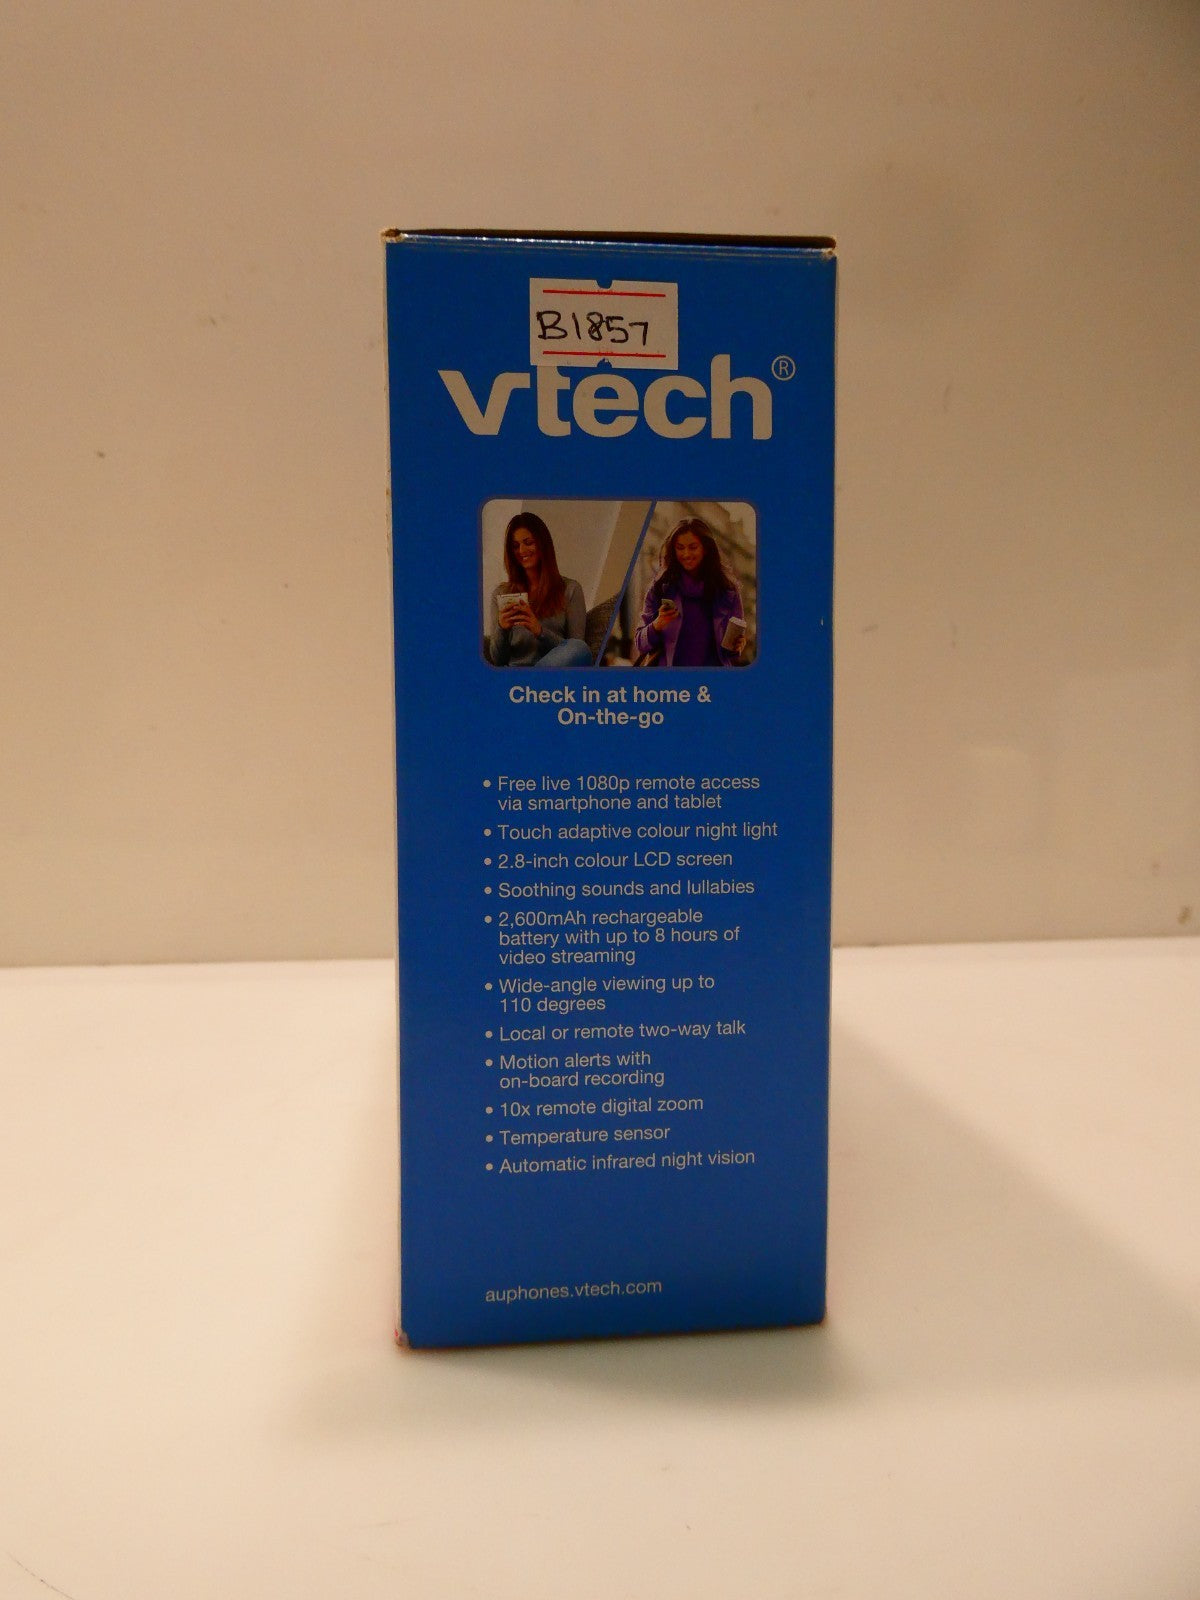 B1857
vtech®
Check in at home &
On-the-go
• Free live 1080p remote access
via smartphone and tablet
• Touch adaptive colour night light
• 2.8-inch colour LCD screen
• Soothing sounds and lullabies
• 2,600mAh rechargeable
battery with up to 8 hours of
video streaming
• Wide-angle viewing up to
110 degrees
• Local or remote two-way talk
• Motion alerts with
on-board recording
• 10x remote digital zoom
• Temperature sensor
• Automatic infrared night vision
auphones.vtech.com